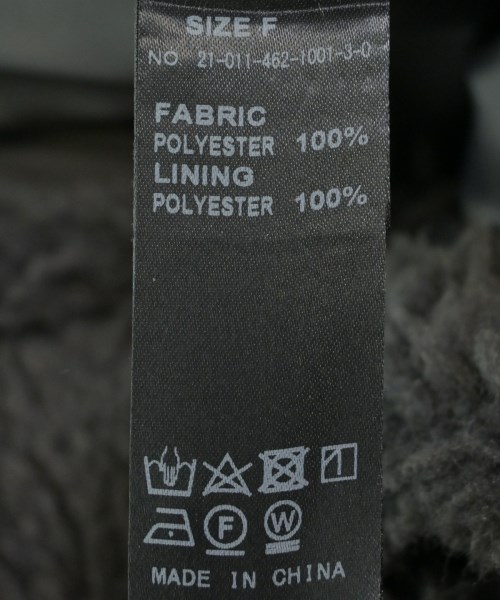 SIZE F
NO 21-011-462-1001-3-0
FABRIC
POLYESTER 100%
LINING
POLYESTER 100%
F W
MADE IN CHINA